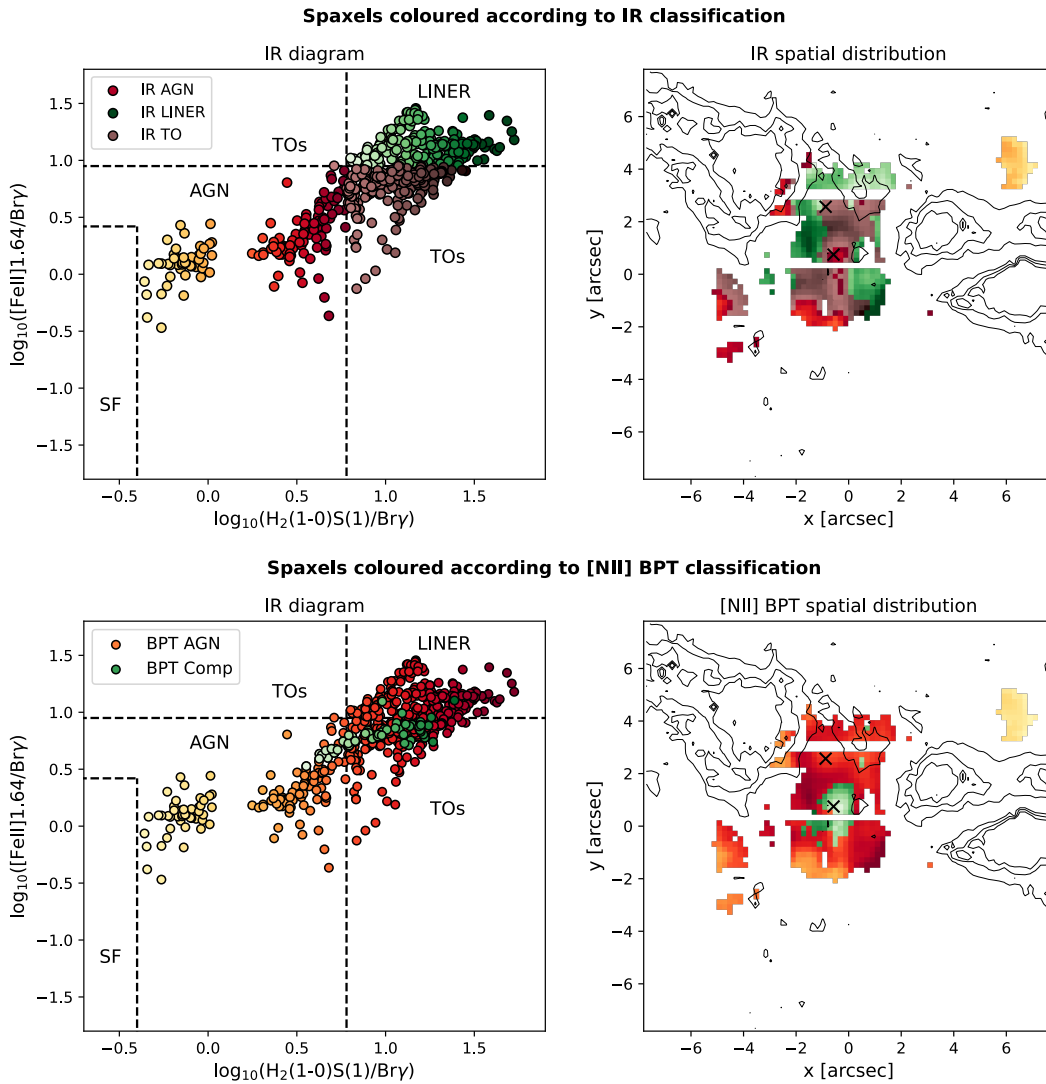 Spaxels coloured according to IR classification
IR diagram
IR spatial distribution
IR AGN
IR LINER
IR TO
LINER
TOs
AGN
TOs
SF
1.5
1.0
0.5
0.0
−0.5
−1.0
−1.5
log₁₀([FeII]1.64/Brγ)
−0.5 0.0 0.5 1.0 1.5
log₁₀(H₂(1-0)S(1)/Brγ)
6
4
2
0
−2
−4
−6
y [arcsec]
−6 −4 −2 0 2 4 6
x [arcsec]
Spaxels coloured according to [NII] BPT classification
IR diagram
[NII] BPT spatial distribution
BPT AGN
BPT Comp
LINER
TOs
AGN
TOs
SF
1.5
1.0
0.5
0.0
−0.5
−1.0
−1.5
log₁₀([FeII]1.64/Brγ)
−0.5 0.0 0.5 1.0 1.5
log₁₀(H₂(1-0)S(1)/Brγ)
6
4
2
0
−2
−4
−6
y [arcsec]
−6 −4 −2 0 2 4 6
x [arcsec]